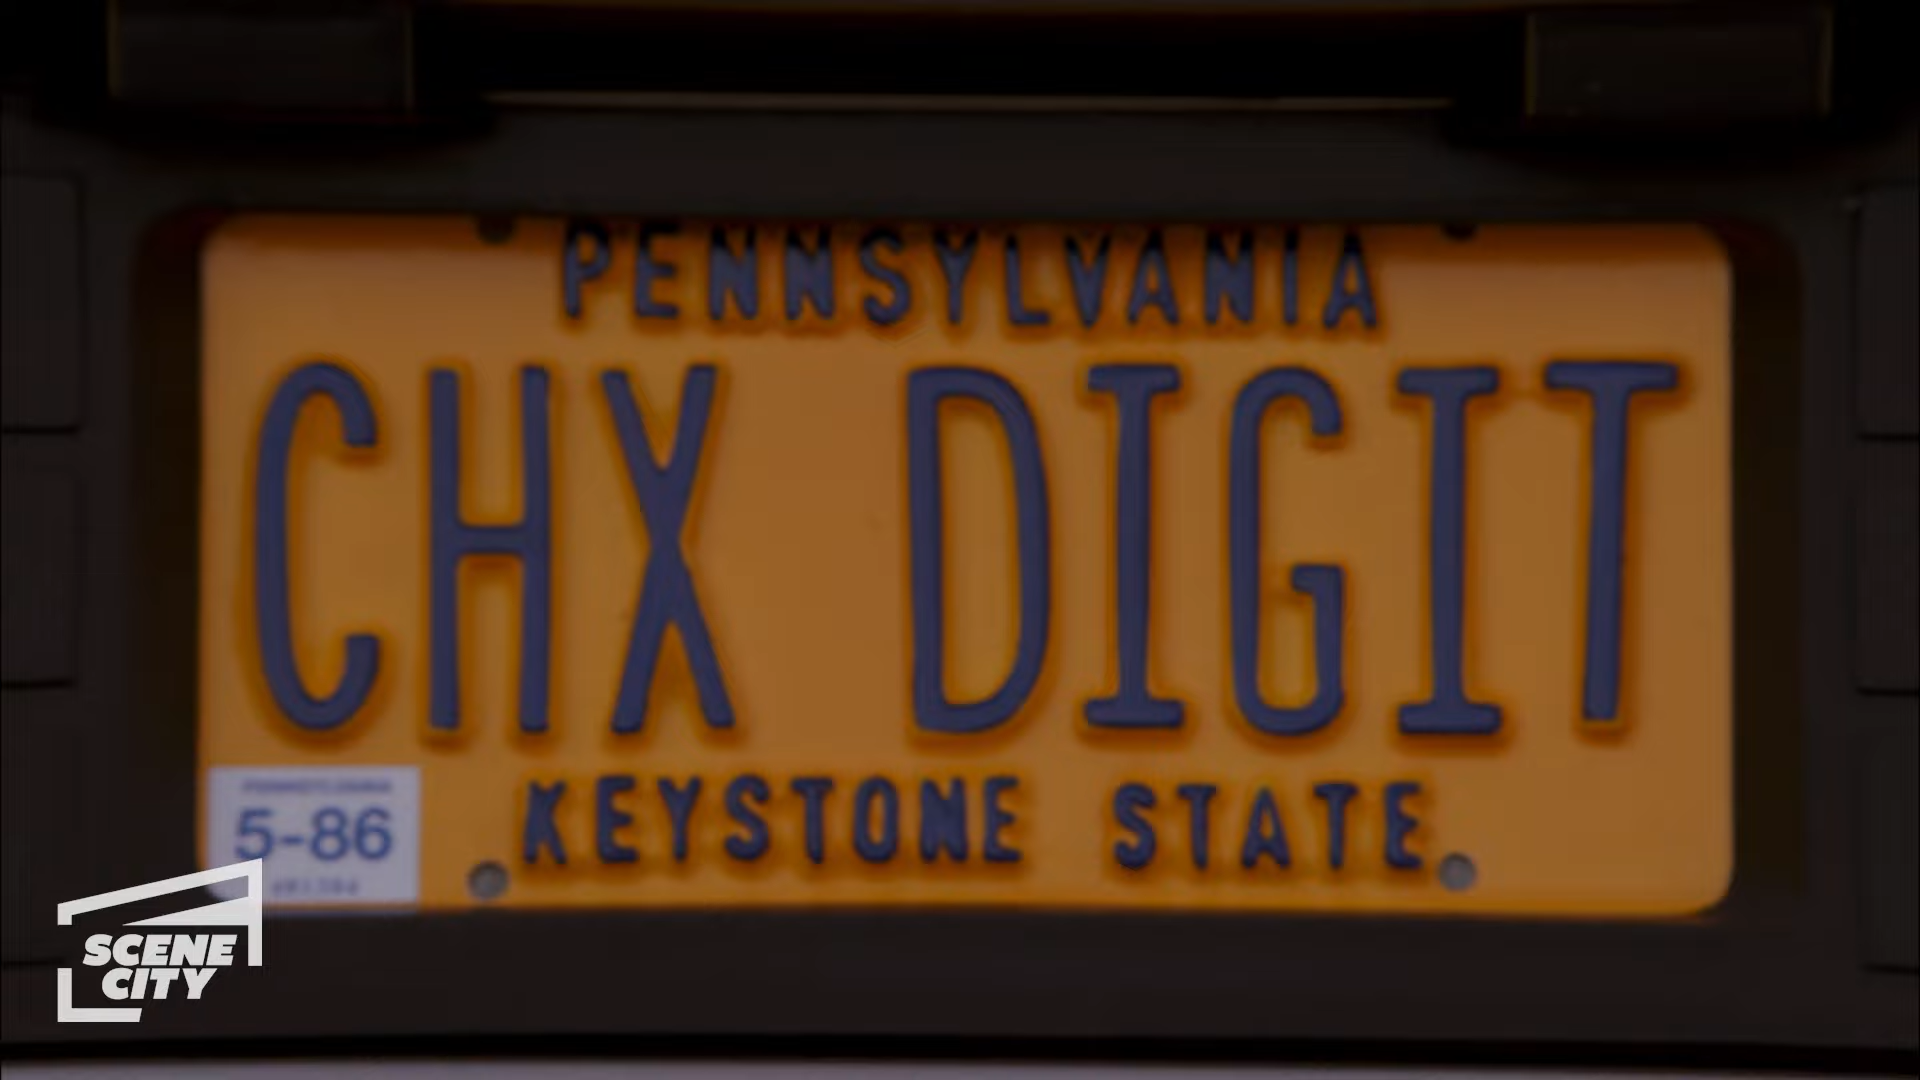 PENNSYLVANIA
CHX DIGIT
KEYSTONE STATE
5-86
SCENE
CITY